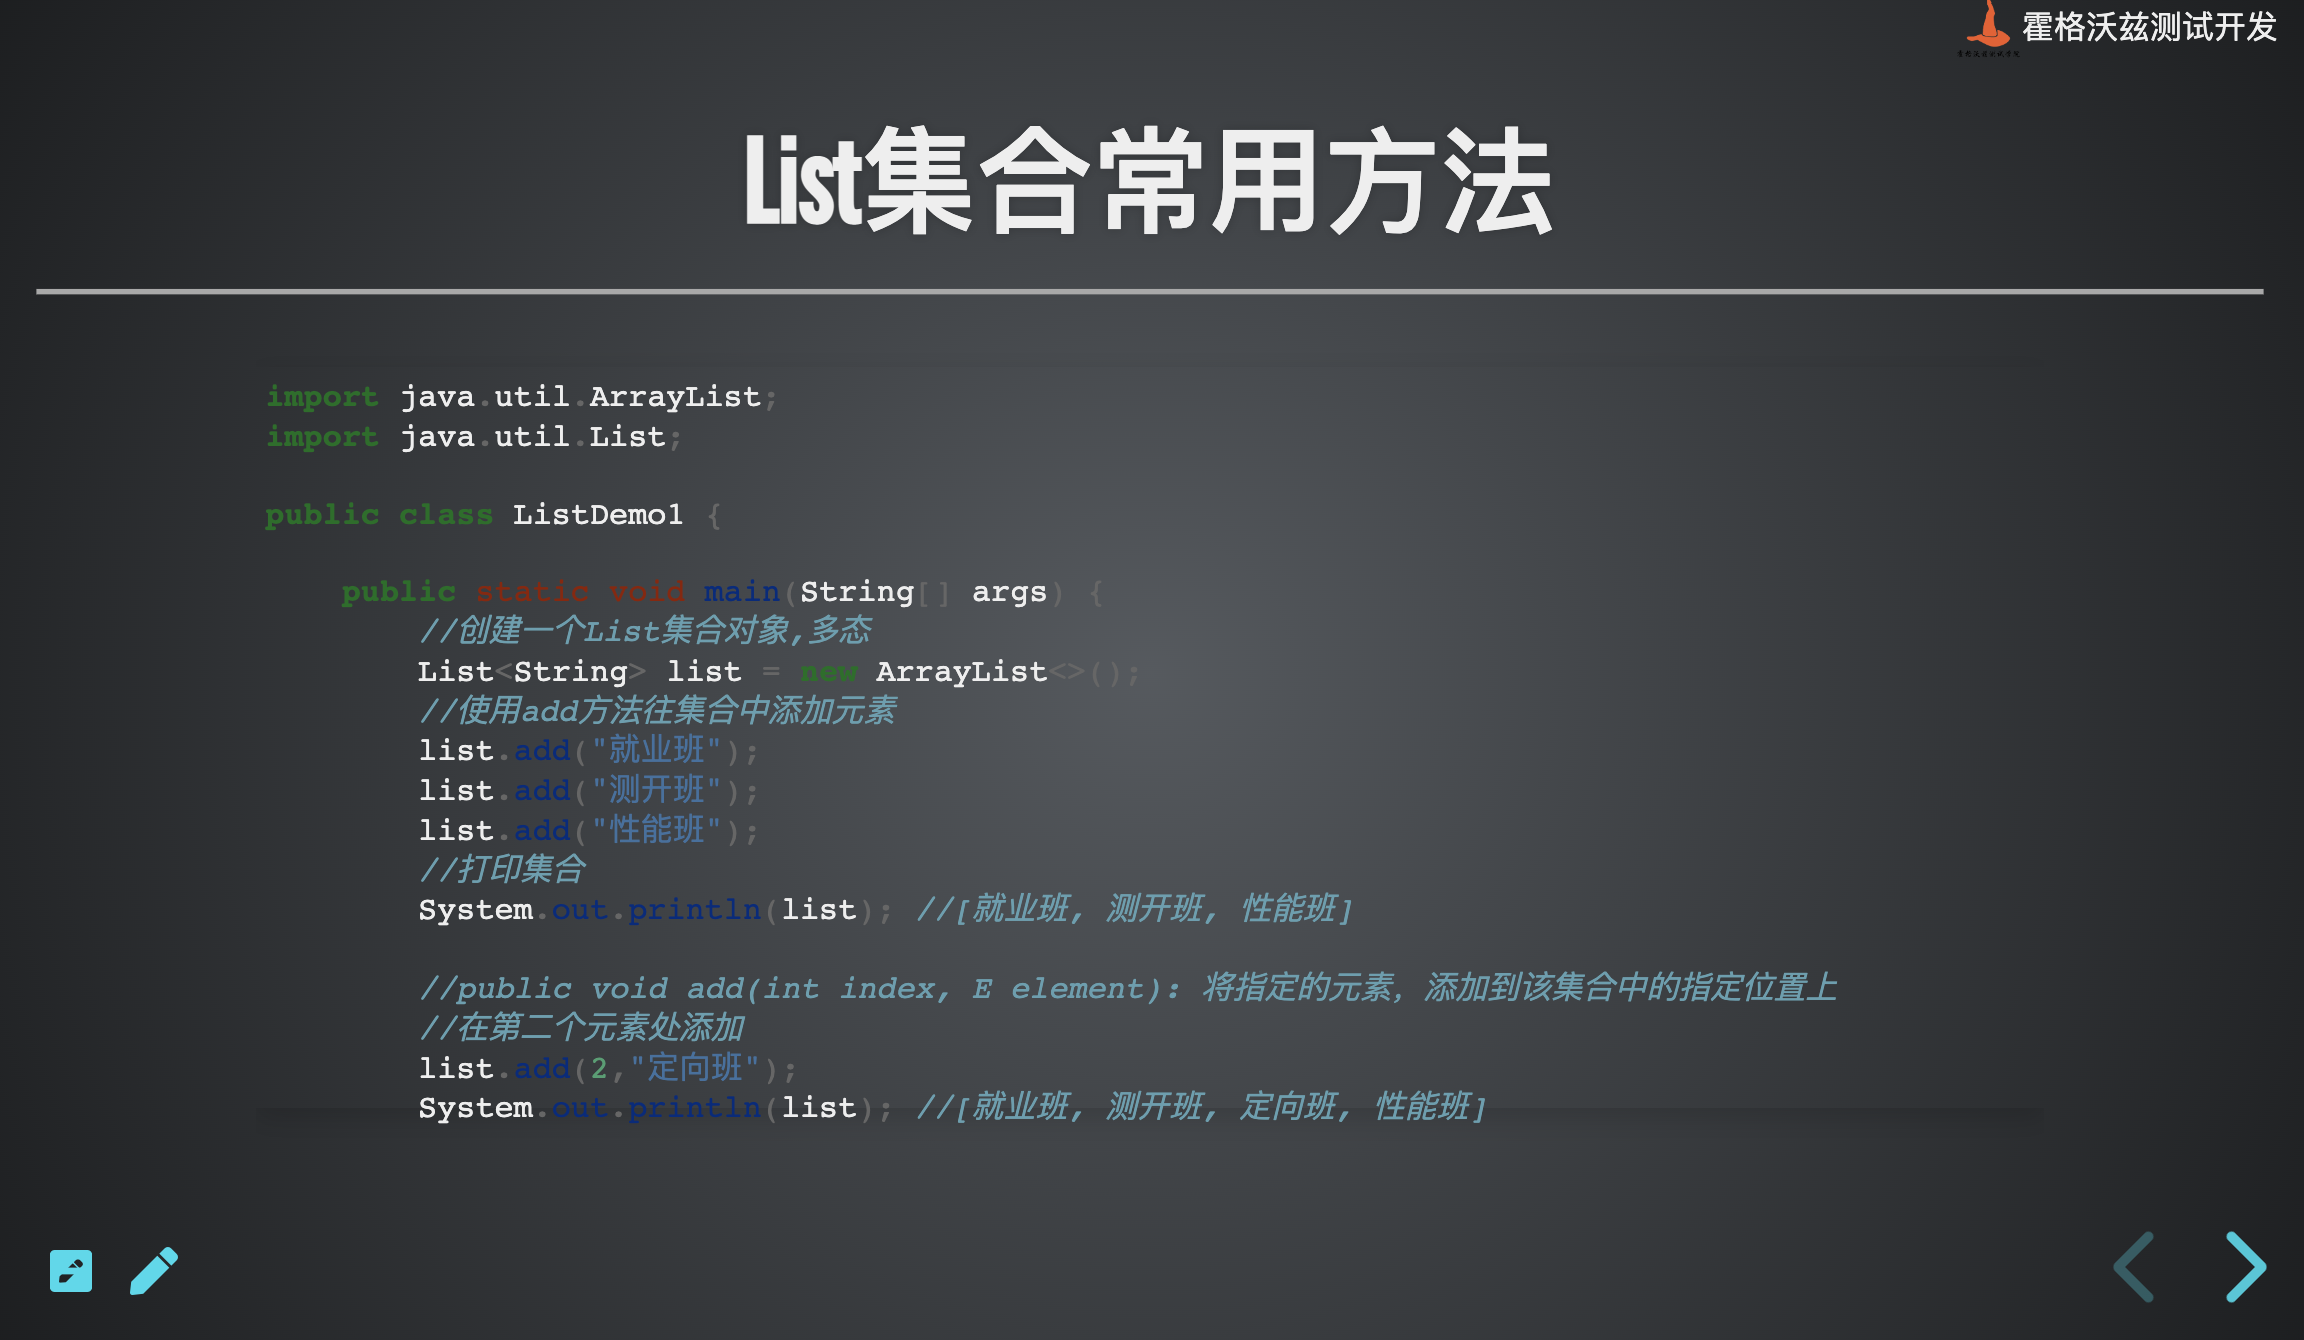 霍格沃兹测试开发
霍格沃兹测试学院
List集合常用方法
import java.util.ArrayList;
import java.util.List;
public class ListDemo1 {
public static void main(String[] args) {
//创建一个List集合对象,多态
List<String> list = new ArrayList<>();
//使用add方法往集合中添加元素
list.add("就业班");
list.add("测开班");
list.add("性能班");
//打印集合
System.out.println(list); //[就业班, 测开班, 性能班]
//public void add(int index, E element): 将指定的元素，添加到该集合中的指定位置上
//在第二个元素处添加
list.add(2,"定向班");
System.out.println(list); //[就业班, 测开班, 定向班, 性能班]